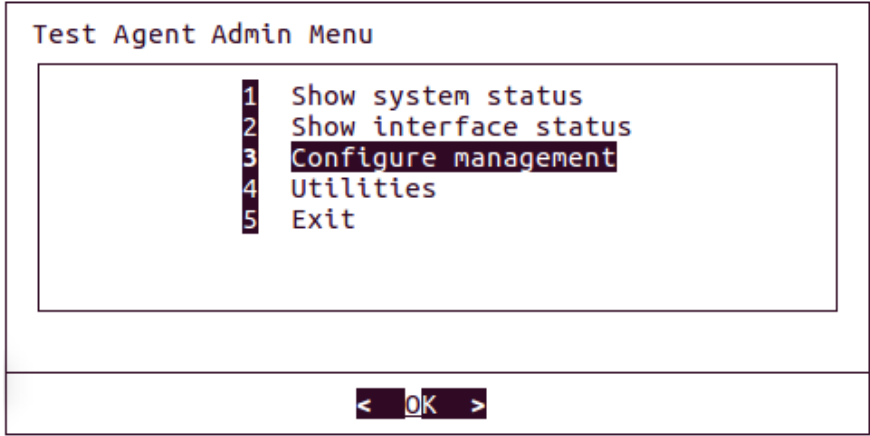 Test Agent Admin Menu
1 Show system status
2 Show interface status
3 Configure management
4 Utilities
5 Exit
< OK >